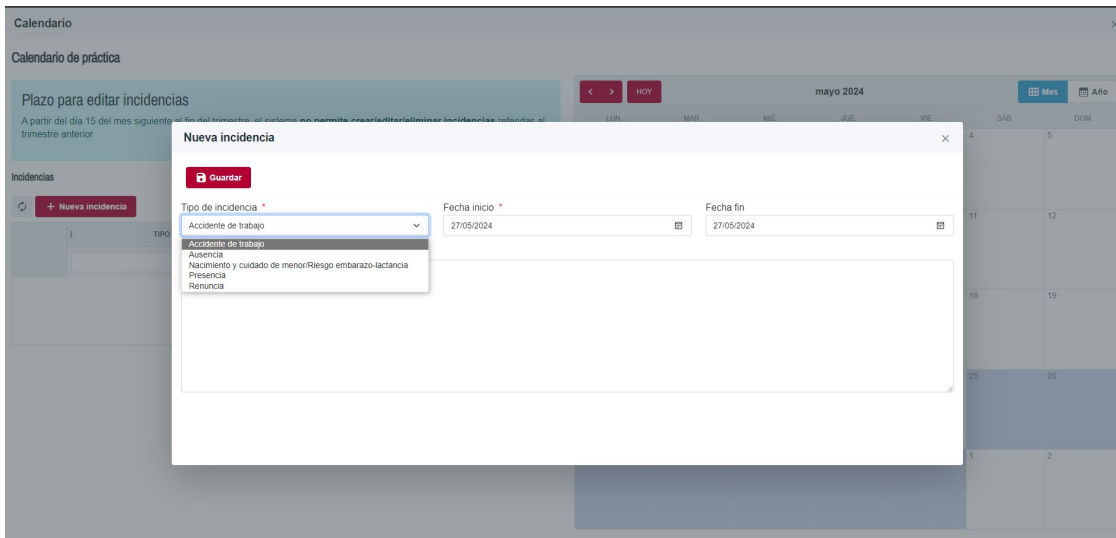 Calendario
Calendario de práctica
Plazo para editar incidencias
A partir del día 15 del mes siguiente al fin del trimestre, el sistema no permite crear/editar/eliminar incidencias referidas al
trimestre anterior
Incidencias
+ Nueva incidencia
TIPO
HOY
mayo 2024
Mes
Año
LUN.
MAR.
MIÉ.
JUE.
VIE.
SÁB.
DOM.
4
5
11
12
18
19
25
26
1
2
Nueva incidencia
Guardar
Tipo de incidencia *
Fecha inicio *
Fecha fin
Accidente de trabajo
27/05/2024
27/05/2024
Accidente de trabajo
Ausencia
Nacimiento y cuidado de menor/Riesgo embarazo-lactancia
Presencia
Renuncia